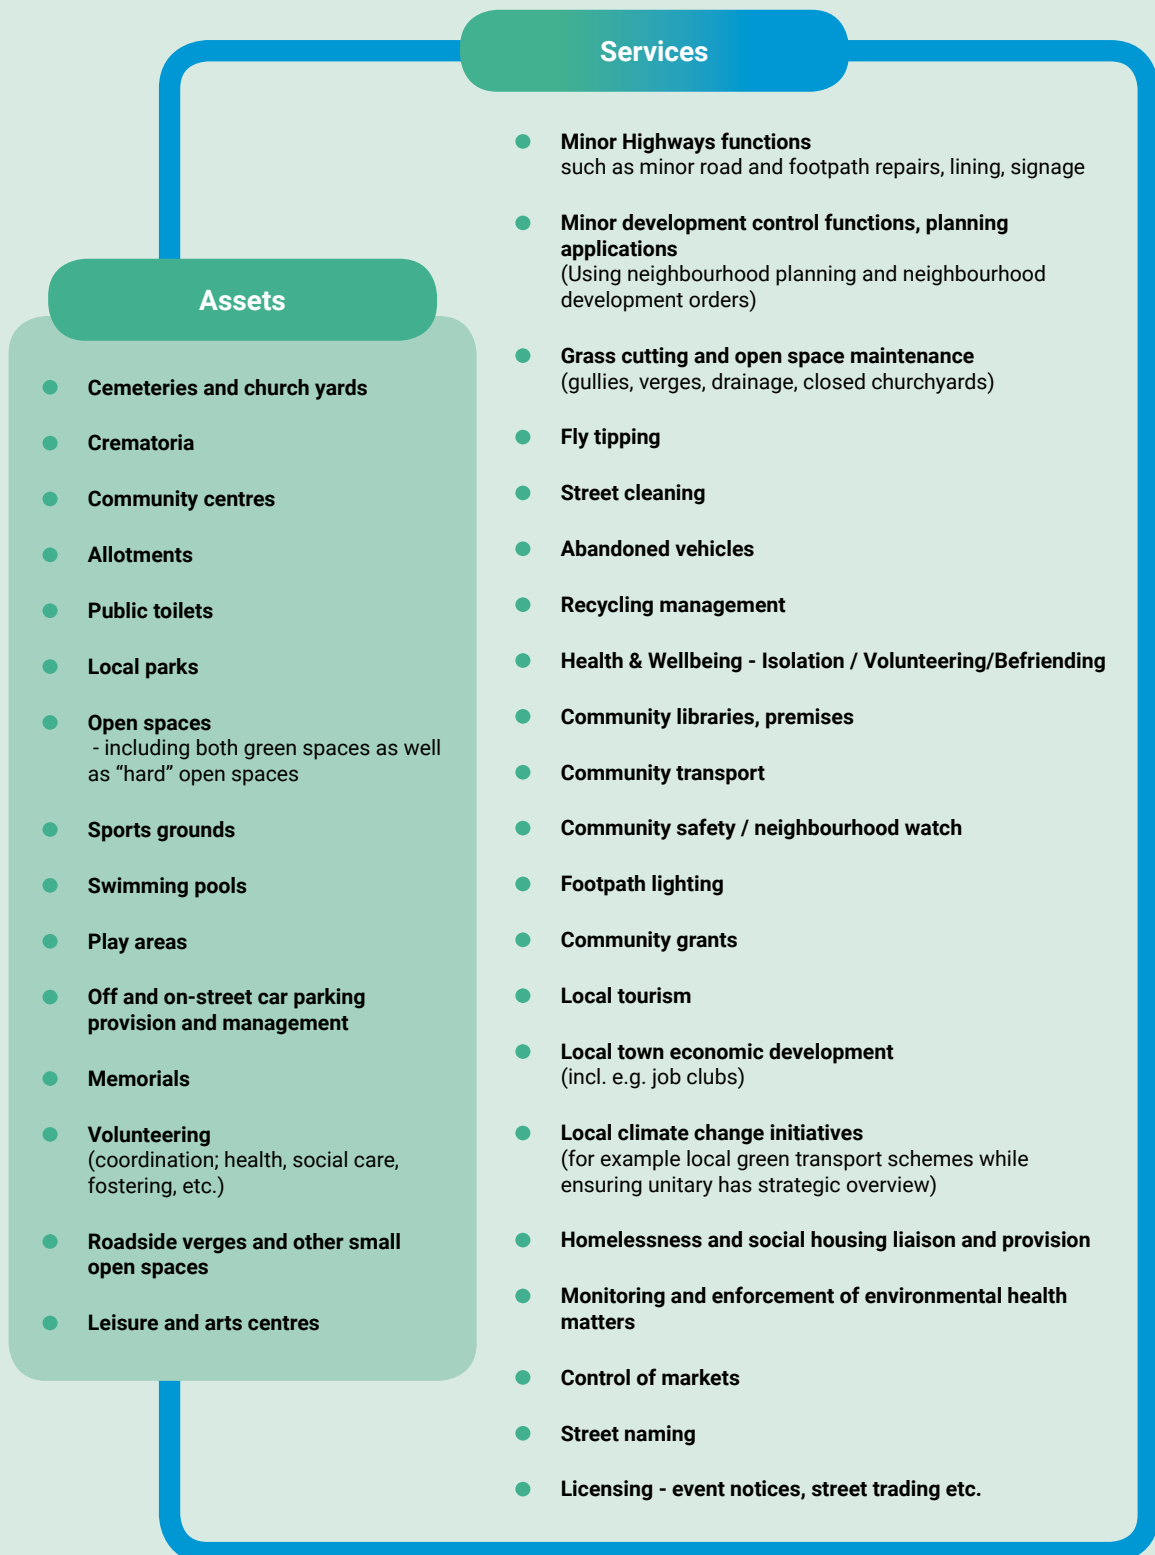 Services
Minor Highways functions
such as minor road and footpath repairs, lining, signage
Minor development control functions, planning
applications
(Using neighbourhood planning and neighbourhood
development orders)
Grass cutting and open space maintenance
(gullies, verges, drainage, closed churchyards)
Fly tipping
Street cleaning
Abandoned vehicles
Recycling management
Health & Wellbeing - Isolation / Volunteering/Befriending
Community libraries, premises
Community transport
Community safety / neighbourhood watch
Footpath lighting
Community grants
Local tourism
Local town economic development
(incl. e.g. job clubs)
Local climate change initiatives
(for example local green transport schemes while
ensuring unitary has strategic overview)
Homelessness and social housing liaison and provision
Monitoring and enforcement of environmental health
matters
Control of markets
Street naming
Licensing - event notices, street trading etc.
Assets
Cemeteries and church yards
Crematoria
Community centres
Allotments
Public toilets
Local parks
Open spaces
- including both green spaces as well
as “hard” open spaces
Sports grounds
Swimming pools
Play areas
Off and on-street car parking
provision and management
Memorials
Volunteering
(coordination; health, social care,
fostering, etc.)
Roadside verges and other small
open spaces
Leisure and arts centres